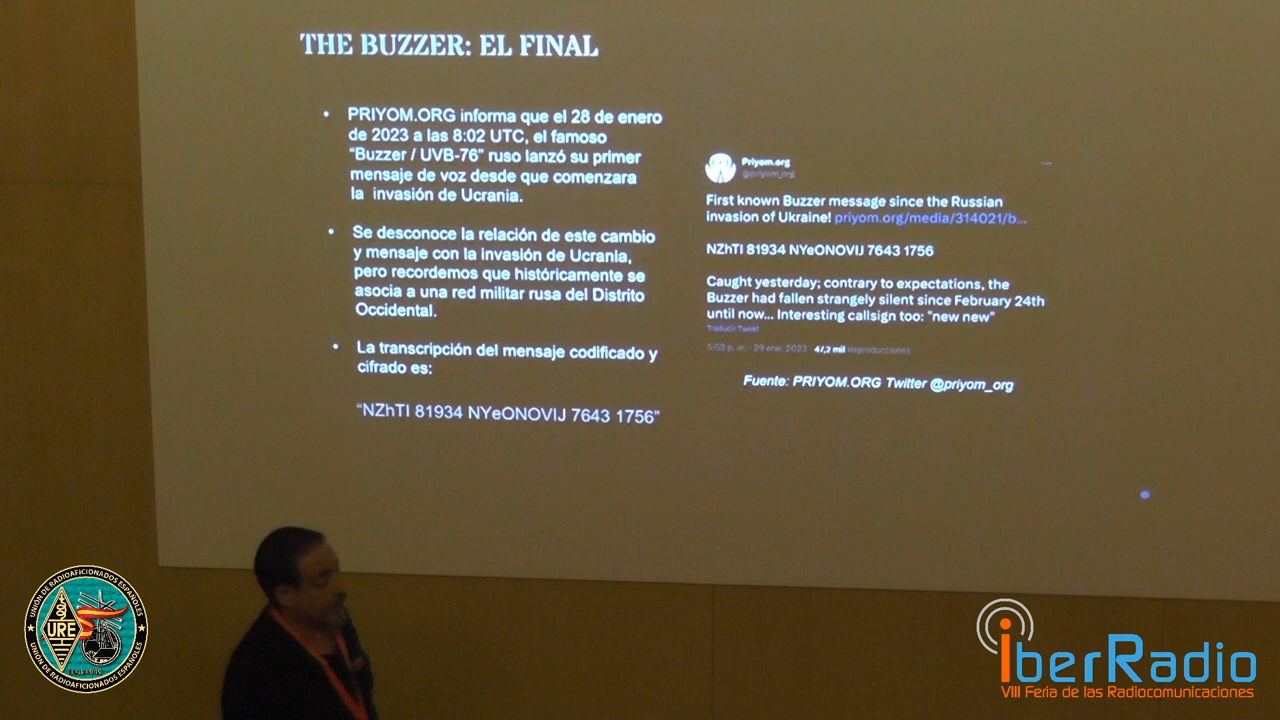 THE BUZZER: EL FINAL
• PRIYOM.ORG informa que el 28 de enero
de 2023 a las 8:02 UTC, el famoso
“Buzzer / UVB-76” ruso lanzó su primer
mensaje de voz desde que comenzara
la invasión de Ucrania.
• Se desconoce la relación de este cambio
y mensaje con la invasión de Ucrania,
pero recordemos que históricamente se
asocia a una red militar rusa del Distrito
Occidental.
• La transcripción del mensaje codificado y
cifrado es:
“NZhTI 81934 NYeONOVIJ 7643 1756”
Priyom.org
@priyom_org
First known Buzzer message since the Russian
invasion of Ukraine! priyom.org/media/314021/b...
NZhTI 81934 NYeONOVIJ 7643 1756
Caught yesterday; contrary to expectations, the
Buzzer had fallen strangely silent since February 24th
until now... Interesting callsign too: "new new"
Traducir Tweet
5:53 p. m. · 29 ene. 2023 · 47,2 mil Reproducciones
Fuente: PRIYOM.ORG Twitter @priyom_org
UNIÓN DE RADIOAFICIONADOS ESPAÑOLES
URE
UNIÓN DE RADIOAFICIONADOS ESPAÑOLES
iberRadio
VIII Feria de las Radiocomunicaciones